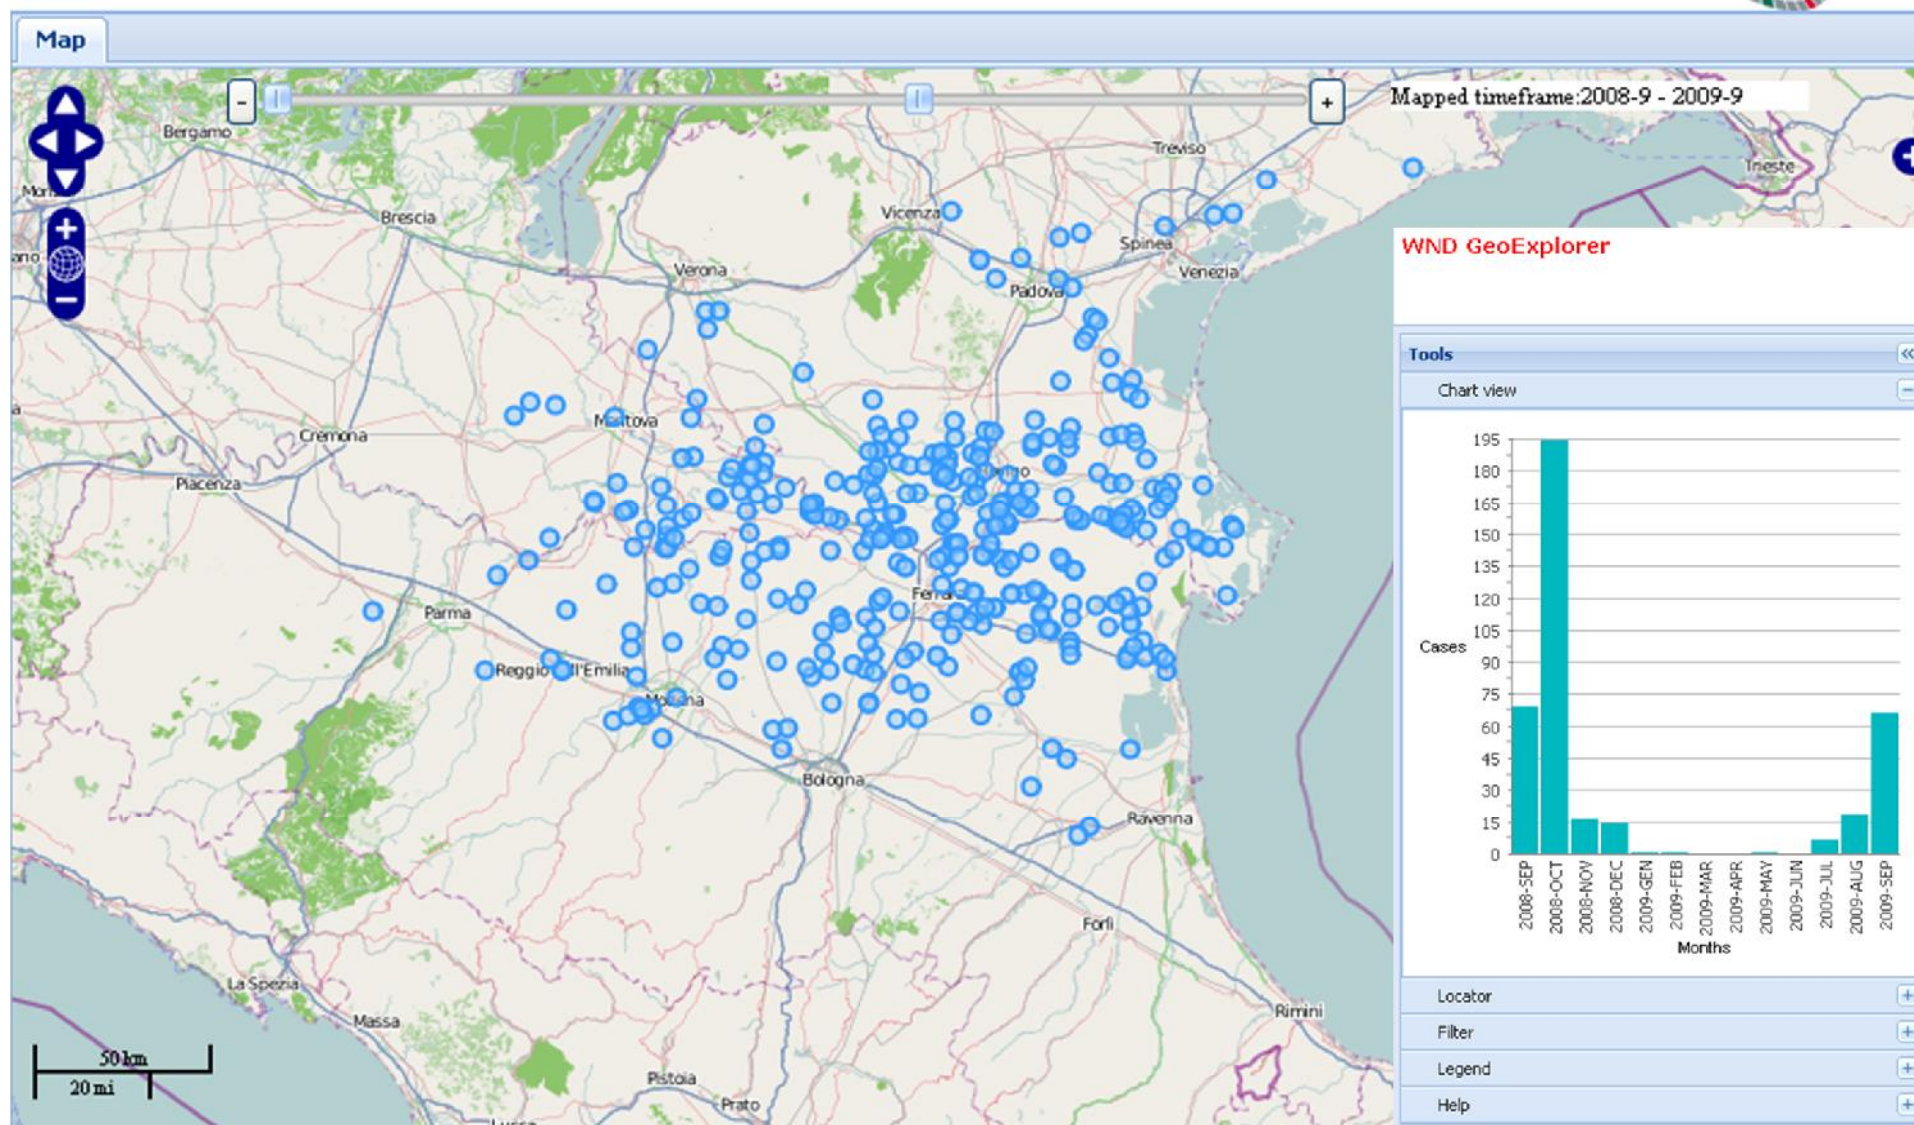 Map
-
+
Mapped timeframe:2008-9 - 2009-9
Bergamo
Treviso
Trieste
Brescia
Vicenza
Spinea
Verona
Venezia
Padova
Mantova
Cremona
Piacenza
Parma
Reggio
ll'Emilia
Bologna
Ravenna
Forlì
La Spezia
Massa
Rimini
Pistoia
Prato
50 km
20 mi
WND GeoExplorer
Tools
Chart view
195
180
165
150
135
120
105
Cases
90
75
60
45
30
15
0
2008-SEP
2008-OCT
2008-NOV
2008-DEC
2009-GEN
2009-FEB
2009-MAR
2009-APR
2009-MAY
2009-JUN
2009-JUL
2009-AUG
2009-SEP
Months
Locator
Filter
Legend
Help